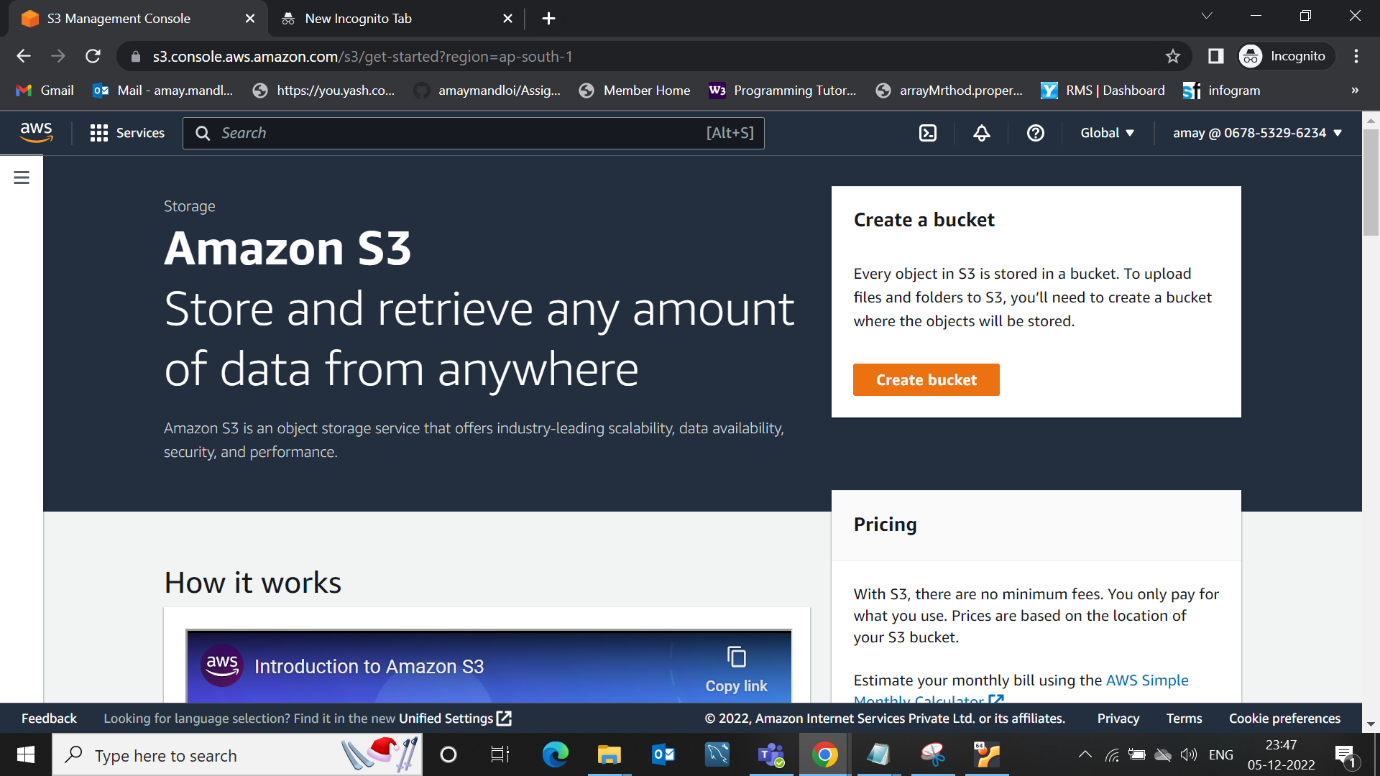 S3 Management Console
New Incognito Tab
s3.console.aws.amazon.com/s3/get-started?region=ap-south-1
Incognito
Gmail
Mail - amay.mandl...
https://you.yash.co...
amaymandloi/Assig...
Member Home
W3 Programming Tutor...
arrayMrthod.proper...
RMS | Dashboard
infogram
»
aws
Services
Search
[Alt+S]
Global
amay @ 0678-5329-6234
Storage
Amazon S3
Store and retrieve any amount
of data from anywhere
Amazon S3 is an object storage service that offers industry-leading scalability, data availability,
security, and performance.
Create a bucket
Every object in S3 is stored in a bucket. To upload
files and folders to S3, you'll need to create a bucket
where the objects will be stored.
Create bucket
Pricing
With S3, there are no minimum fees. You only pay for
what you use. Prices are based on the location of
your S3 bucket.
Estimate your monthly bill using the AWS Simple
Monthly Calculator
How it works
aws
Introduction to Amazon S3
Copy link
Feedback
Looking for language selection? Find it in the new Unified Settings
© 2022, Amazon Internet Services Private Ltd. or its affiliates.
Privacy
Terms
Cookie preferences
Type here to search
64
ENG
23:47
05-12-2022
1